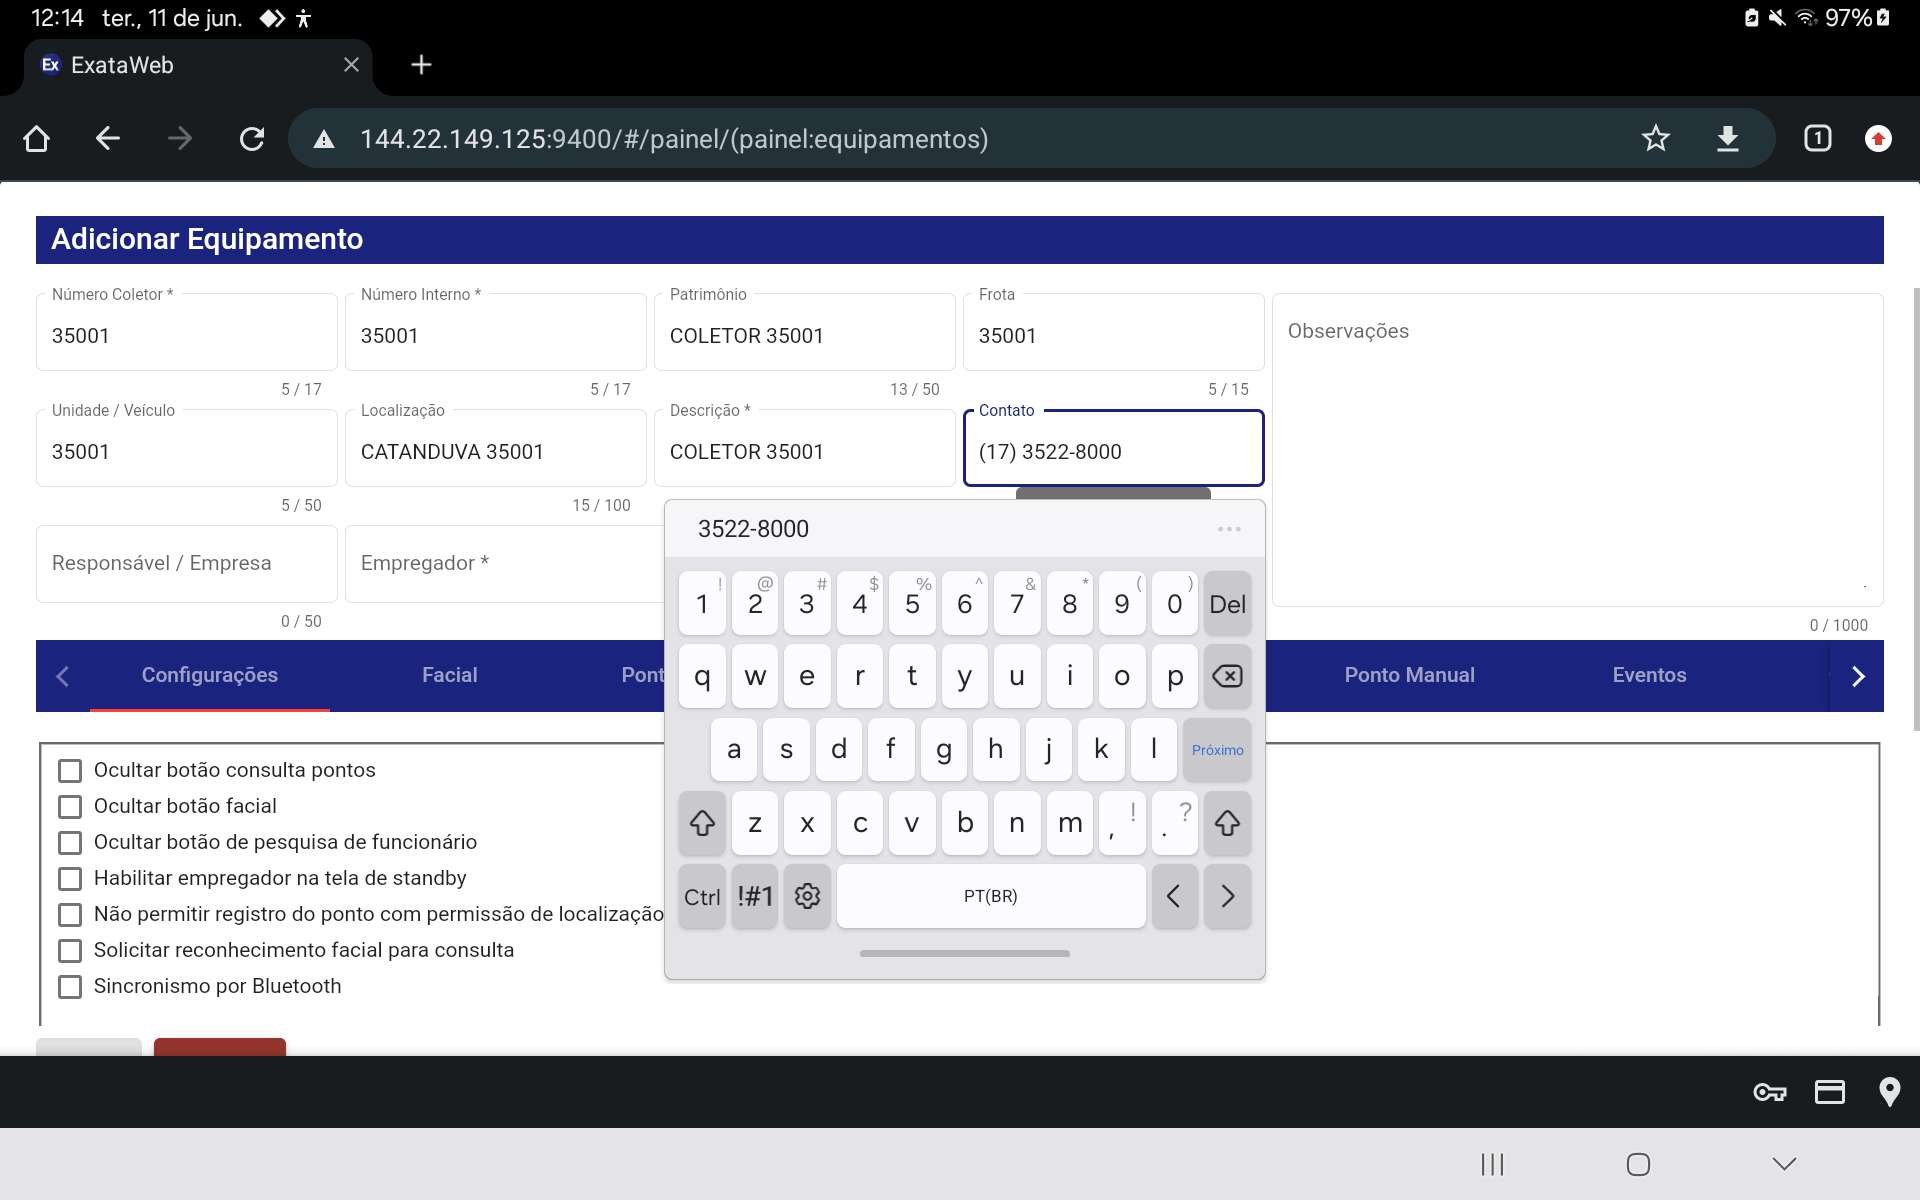 12:14 ter., 11 de jun. 97%
Ex ExataWeb
144.22.149.125:9400/#/painel/(painel:equipamentos) 1
Adicionar Equipamento
Número Coletor * Número Interno * Patrimônio Frota
35001 35001 COLETOR 35001 35001 Observações
5 / 17 5 / 17 13 / 50 5 / 15
Unidade / Veículo Localização Descrição * Contato
35001 CATANDUVA 35001 COLETOR 35001 (17) 3522-8000
5 / 50 15 / 100
Responsável / Empresa Empregador *
0 / 50 0 / 1000
Configurações Facial Pont Ponto Manual Eventos
Ocultar botão consulta pontos
Ocultar botão facial
Ocultar botão de pesquisa de funcionário
Habilitar empregador na tela de standby
Não permitir registro do ponto com permissão de localização
Solicitar reconhecimento facial para consulta
Sincronismo por Bluetooth
3522-8000 ...
! @ # $ % ^ & * ( )
1 2 3 4 5 6 7 8 9 0 Del
q w e r t y u i o p
a s d f g h j k l Próximo
z x c v b n m , ! . ?
Ctrl !#1 PT(BR) < >